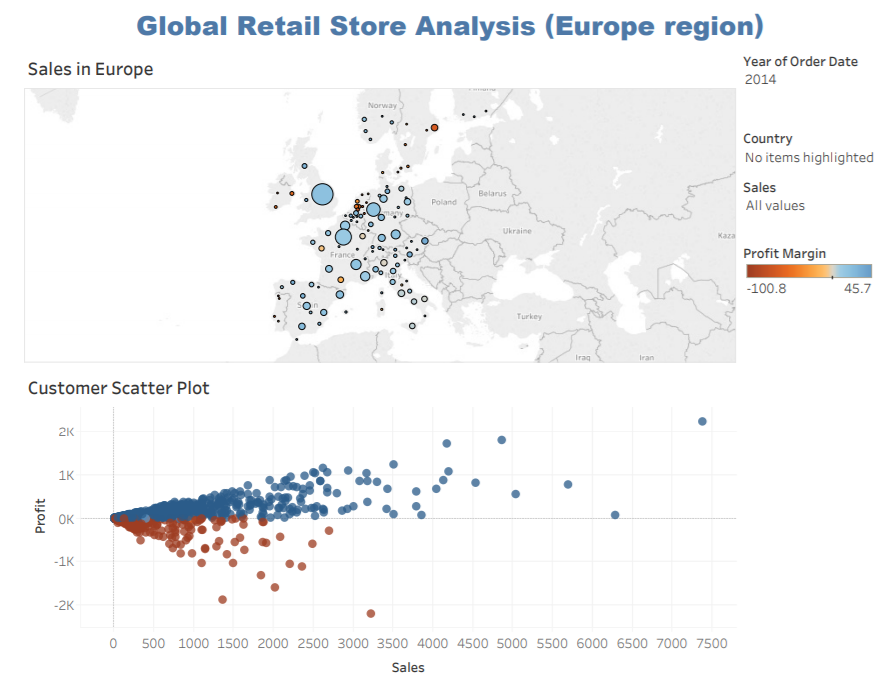 Global Retail Store Analysis (Europe region)
Sales in Europe
Year of Order Date
2014
Country
No items highlighted
Sales
All values
Profit Margin
-100.8 45.7
Norway
Poland
Belarus
Ukraine
France
Turkey
Iraq
Iran
Kaza
Customer Scatter Plot
Profit
2K
1K
0K
-1K
-2K
0 500 1000 1500 2000 2500 3000 3500 4000 4500 5000 5500 6000 6500 7000 7500
Sales